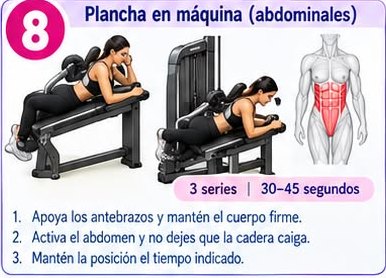 8
Plancha en máquina (abdominales)
3 series | 30–45 segundos
1. Apoya los antebrazos y mantén el cuerpo firme.
2. Activa el abdomen y no dejes que la cadera caiga.
3. Mantén la posición el tiempo indicado.